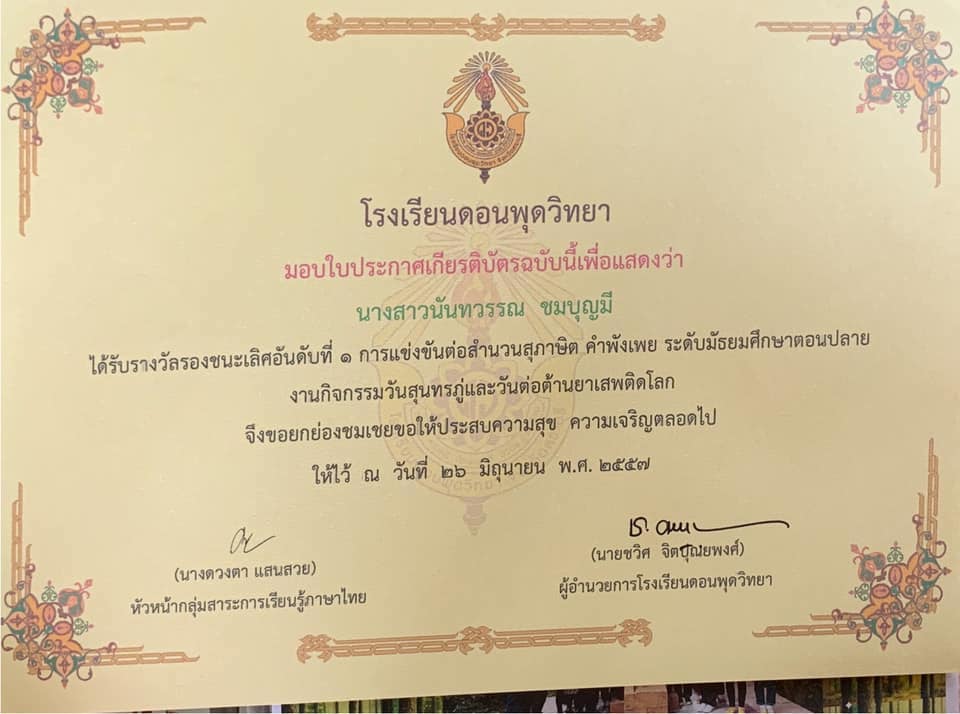 โรงเรียนดอนพุดวิทยา
มอบใบประกาศเกียรติบัตรฉบับนี้เพื่อแสดงว่า
นางสาวนันทวรรณ ชมบุญมี
ได้รับรางวัลรองชนะเลิศอันดับที่ ๑ การแข่งขันต่อสำนวนสุภาษิต คำพังเพย ระดับมัธยมศึกษาตอนปลาย
งานกิจกรรมวันสุนทรภู่และวันต่อต้านยาเสพติดโลก
จึงขอยกย่องชมเชยขอให้ประสบความสุข ความเจริญตลอดไป
ให้ไว้ ณ วันที่ ๒๖ มิถุนายน พ.ศ. ๒๕๕๗
(นางดวงตา แสนสวย)
หัวหน้ากลุ่มสาระการเรียนรู้ภาษาไทย
(นายชวิศ จิตรปุณยพงศ์)
ผู้อำนวยการโรงเรียนดอนพุดวิทยา